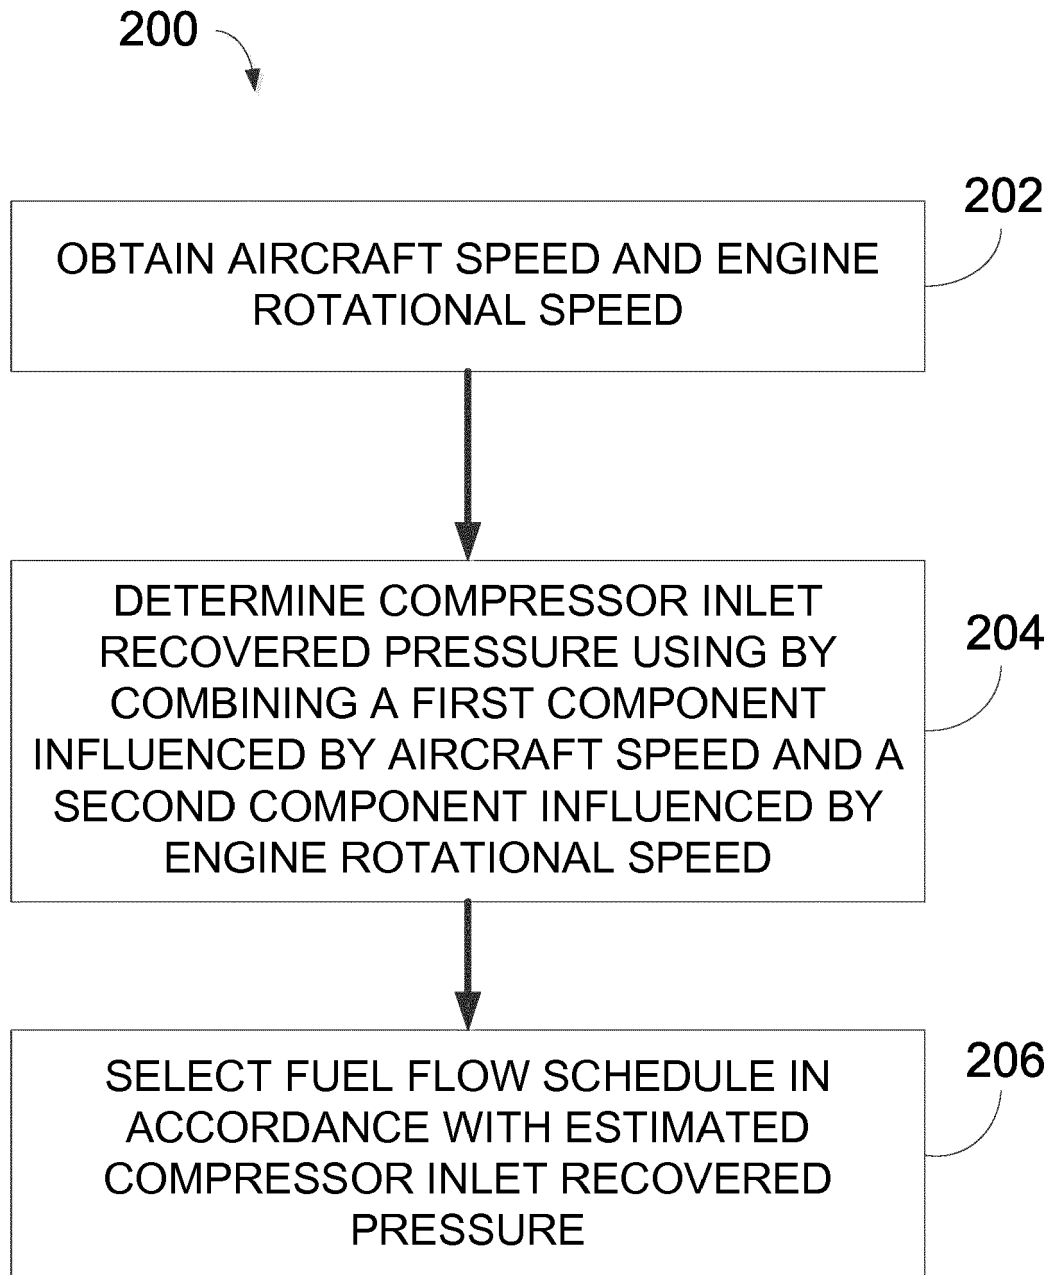 200
202
OBTAIN AIRCRAFT SPEED AND ENGINE
ROTATIONAL SPEED
204
DETERMINE COMPRESSOR INLET
RECOVERED PRESSURE USING BY
COMBINING A FIRST COMPONENT
INFLUENCED BY AIRCRAFT SPEED AND A
SECOND COMPONENT INFLUENCED BY
ENGINE ROTATIONAL SPEED
206
SELECT FUEL FLOW SCHEDULE IN
ACCORDANCE WITH ESTIMATED
COMPRESSOR INLET RECOVERED
PRESSURE